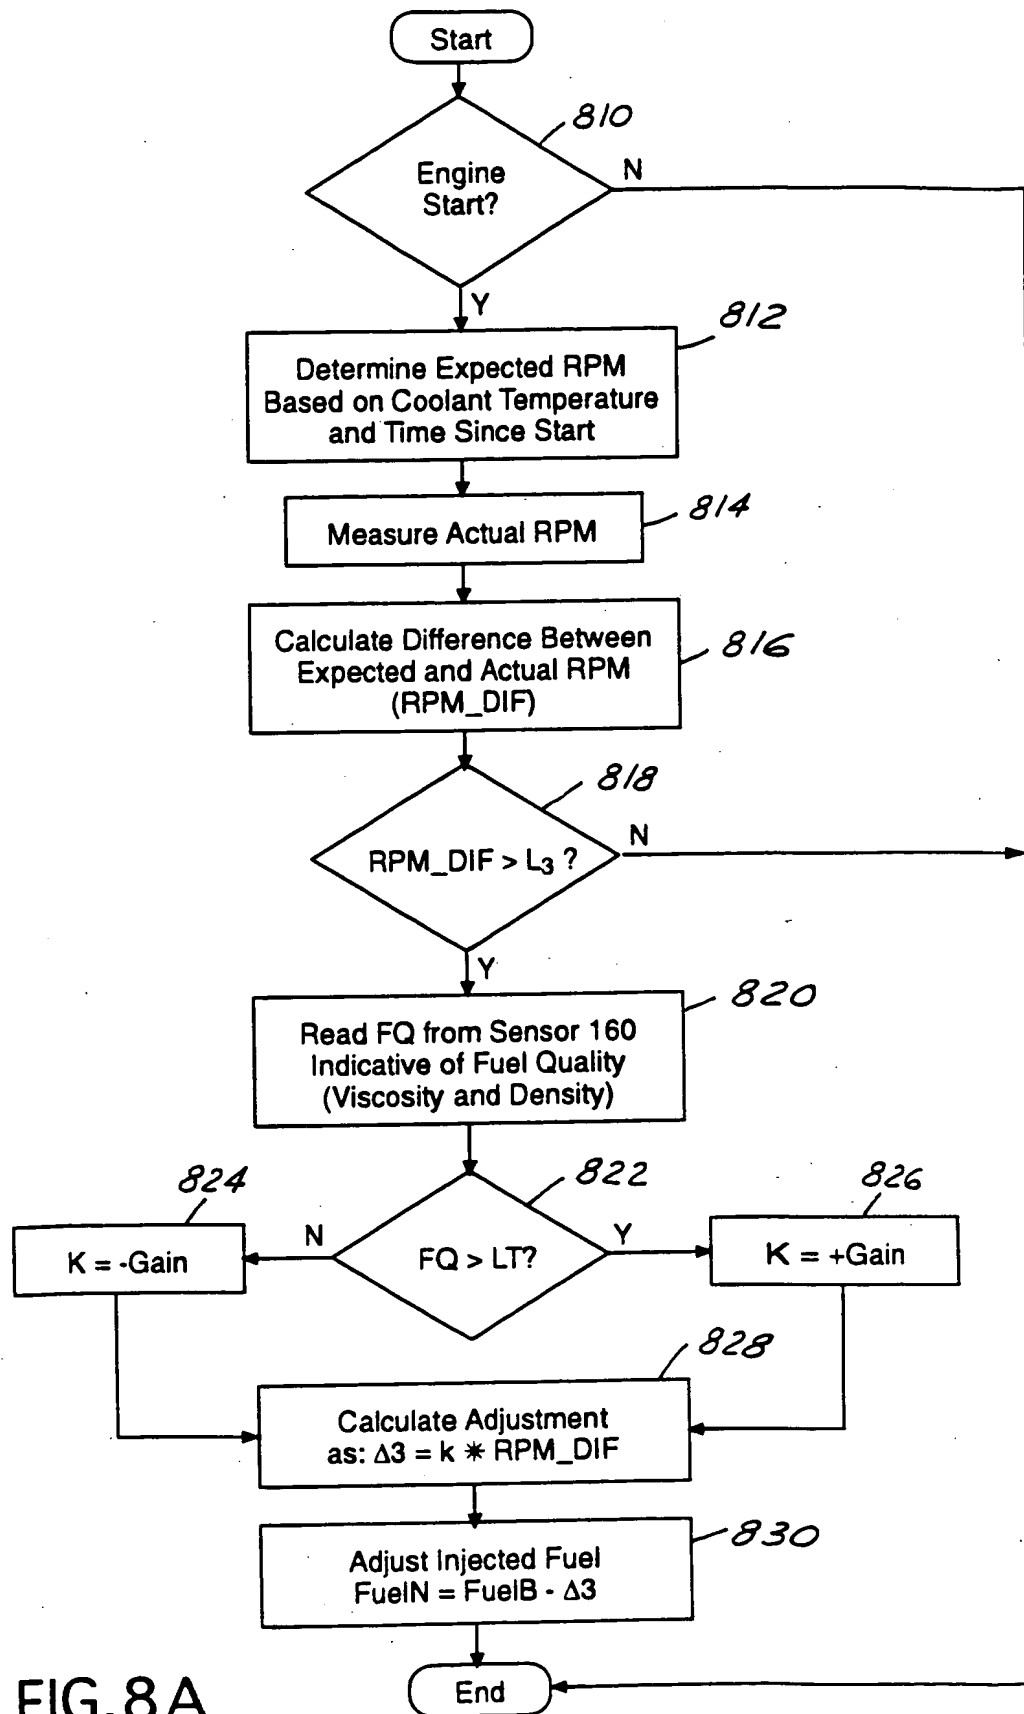 Start
810
Engine
Start?
N
Y
812
Determine Expected RPM
Based on Coolant Temperature
and Time Since Start
814
Measure Actual RPM
816
Calculate Difference Between
Expected and Actual RPM
(RPM_DIF)
818
RPM_DIF > L3 ?
N
Y
820
Read FQ from Sensor 160
Indicative of Fuel Quality
(Viscosity and Density)
822
824
826
FQ > LT?
N
Y
K = -Gain
K = +Gain
828
Calculate Adjustment
as: Δ3 = k * RPM_DIF
830
Adjust Injected Fuel
FuelN = FuelB - Δ3
End
FIG.8A